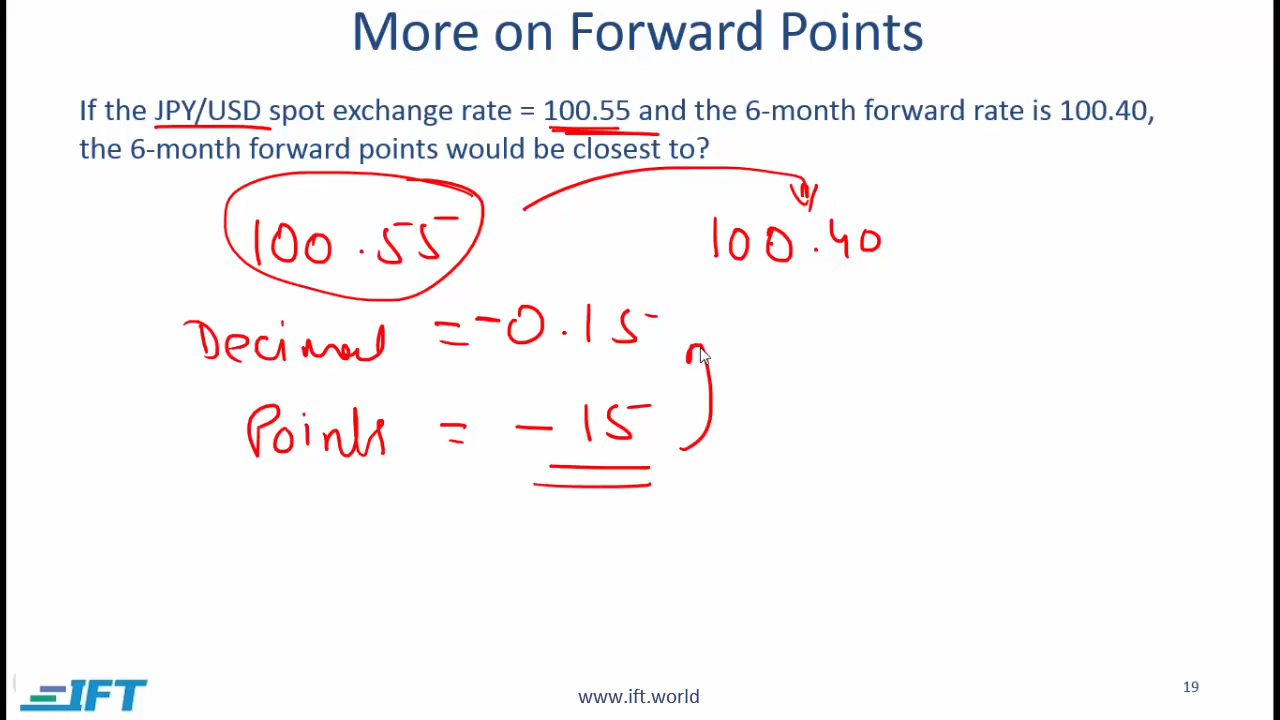 More on Forward Points
If the JPY/USD spot exchange rate = 100.55 and the 6-month forward rate is 100.40,
the 6-month forward points would be closest to?
100.55 100.40
Decimal = -0.15
Points = -15
IFT
www.ift.world
19